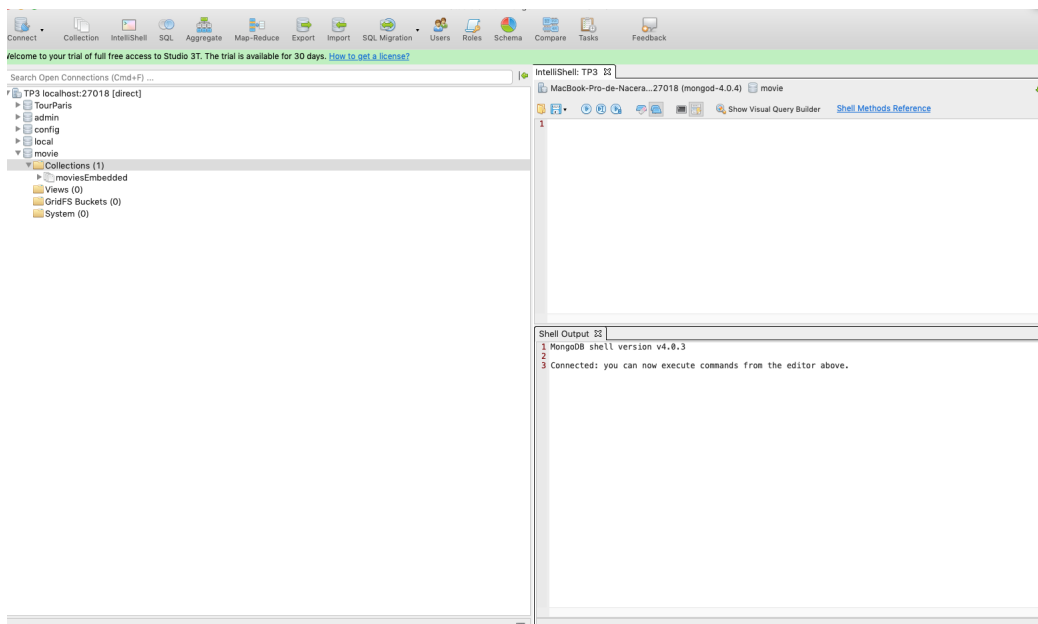 Connect Collection IntelliShell SQL Aggregate Map-Reduce Export Import SQL Migration Users Roles Schema Compare Tasks Feedback
Welcome to your trial of full free access to Studio 3T. The trial is available for 30 days. How to get a license?
Search Open Connections (Cmd+F) ...
TP3 localhost:27018 [direct]
TourParis
admin
config
local
movie
Collections (1)
moviesEmbedded
Views (0)
GridFS Buckets (0)
System (0)
IntelliShell: TP3
MacBook-Pro-de-Nacera...27018 (mongod-4.0.4) movie
Show Visual Query Builder Shell Methods Reference
1
Shell Output
1 MongoDB shell version v4.0.3
2
3 Connected: you can now execute commands from the editor above.